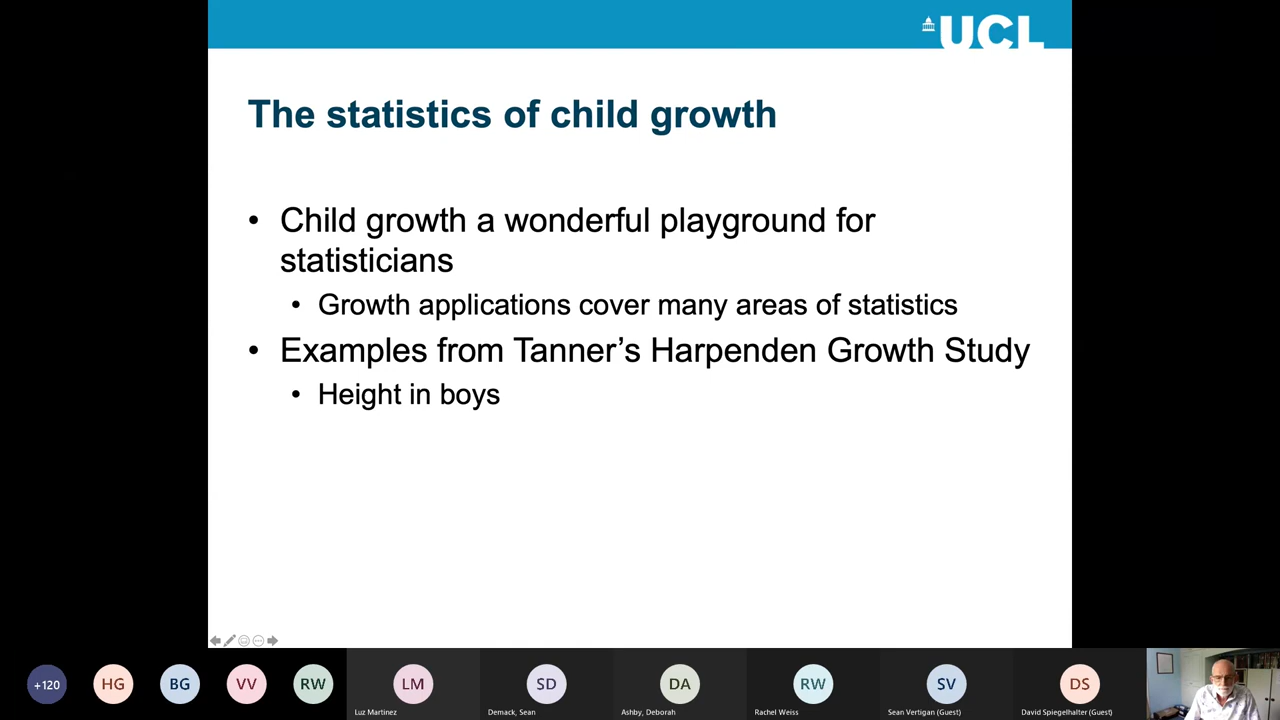 UCL
The statistics of child growth
• Child growth a wonderful playground for
statisticians
• Growth applications cover many areas of statistics
• Examples from Tanner’s Harpenden Growth Study
• Height in boys
+120
HG
BG
VV
RW
LM
SD
DA
RW
SV
DS
Luz Martinez
Demack, Sean
Ashby, Deborah
Rachel Weiss
Sean Vertigan (Guest)
David Spiegelhalter (Guest)